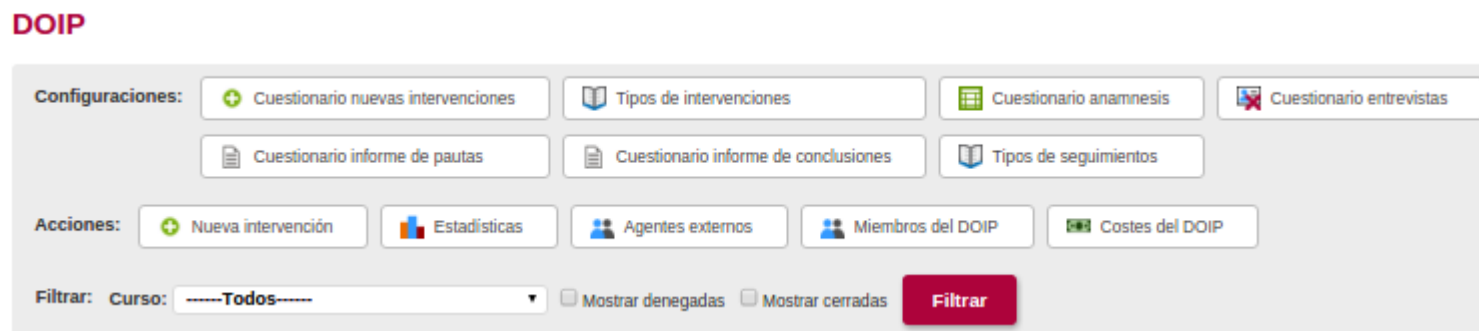 DOIP
Configuraciones: Cuestionario nuevas intervenciones Tipos de intervenciones Cuestionario anamnesis Cuestionario entrevistas
Cuestionario informe de pautas Cuestionario informe de conclusiones Tipos de seguimientos
Acciones: Nueva intervención Estadísticas Agentes externos Miembros del DOIP Costes del DOIP
Filtrar: Curso: ------Todos------ Mostrar denegadas Mostrar cerradas Filtrar